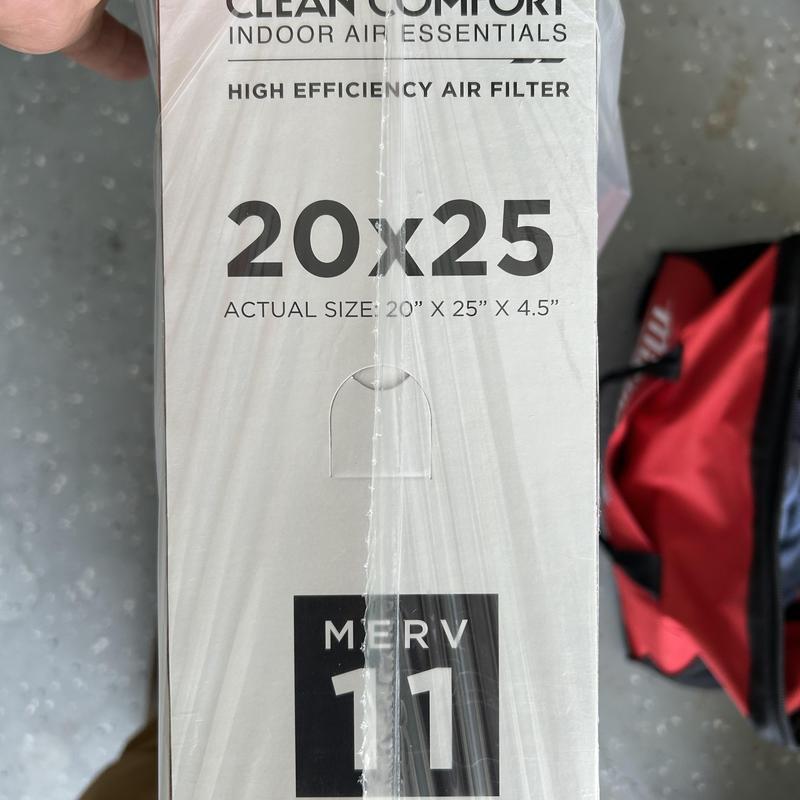 CLEAN COMFORT
INDOOR AIR ESSENTIALS
HIGH EFFICIENCY AIR FILTER
20x25
ACTUAL SIZE: 20” X 25” X 4.5”
MERV
11